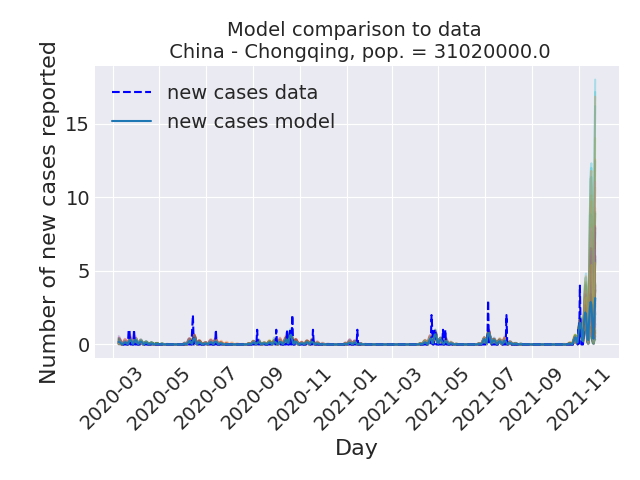 Model comparison to data
China - Chongqing, pop. = 31020000.0
new cases data
new cases model
Number of new cases reported
15
10
5
0
2020-03
2020-05
2020-07
2020-09
2020-11
2021-01
2021-03
2021-05
2021-07
2021-09
2021-11
Day